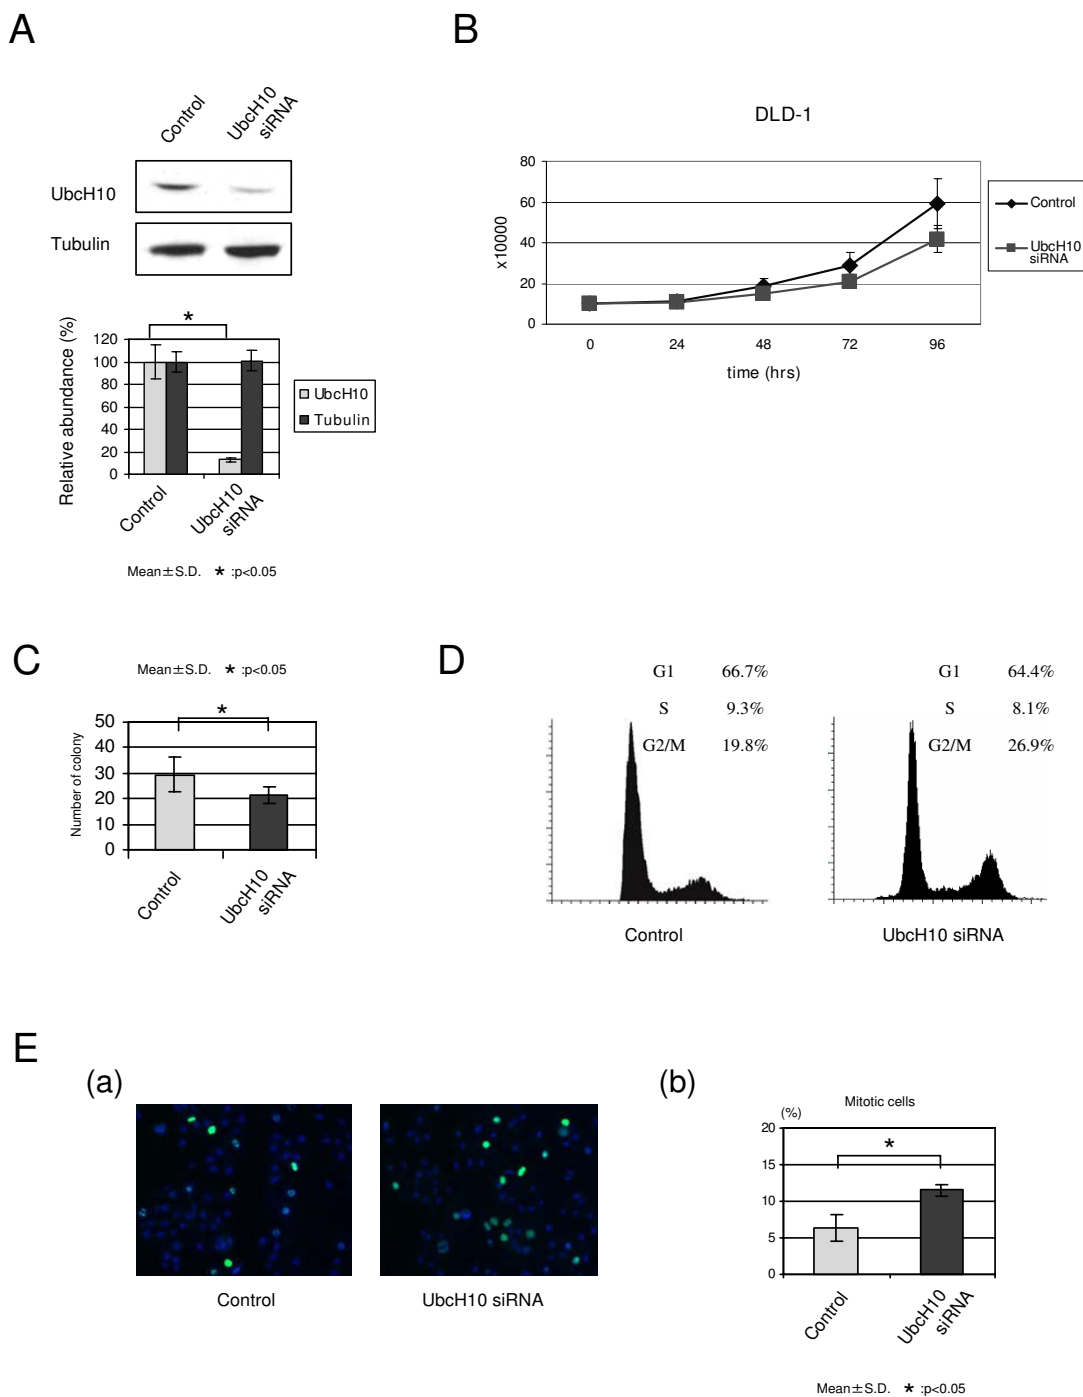 A
Control
UbcH10
siRNA
UbcH10
Tubulin
Relative abundance (%)
120
100
80
60
40
20
0
*
UbcH10
Tubulin
Control
UbcH10
siRNA
Mean±S.D. * :p<0.05
B
DLD-1
x10000
80
60
40
20
0
0 24 48 72 96
time (hrs)
Control
UbcH10
siRNA
C
Mean±S.D. * :p<0.05
Number of colony
50
40
30
20
10
0
*
Control
UbcH10
siRNA
D
G1 66.7%
S 9.3%
G2/M 19.8%
Control
G1 64.4%
S 8.1%
G2/M 26.9%
UbcH10 siRNA
E
(a)
Control
UbcH10 siRNA
(b)
Mitotic cells
(%)
20
15
10
5
0
*
Control
UbcH10
siRNA
Mean±S.D. * :p<0.05